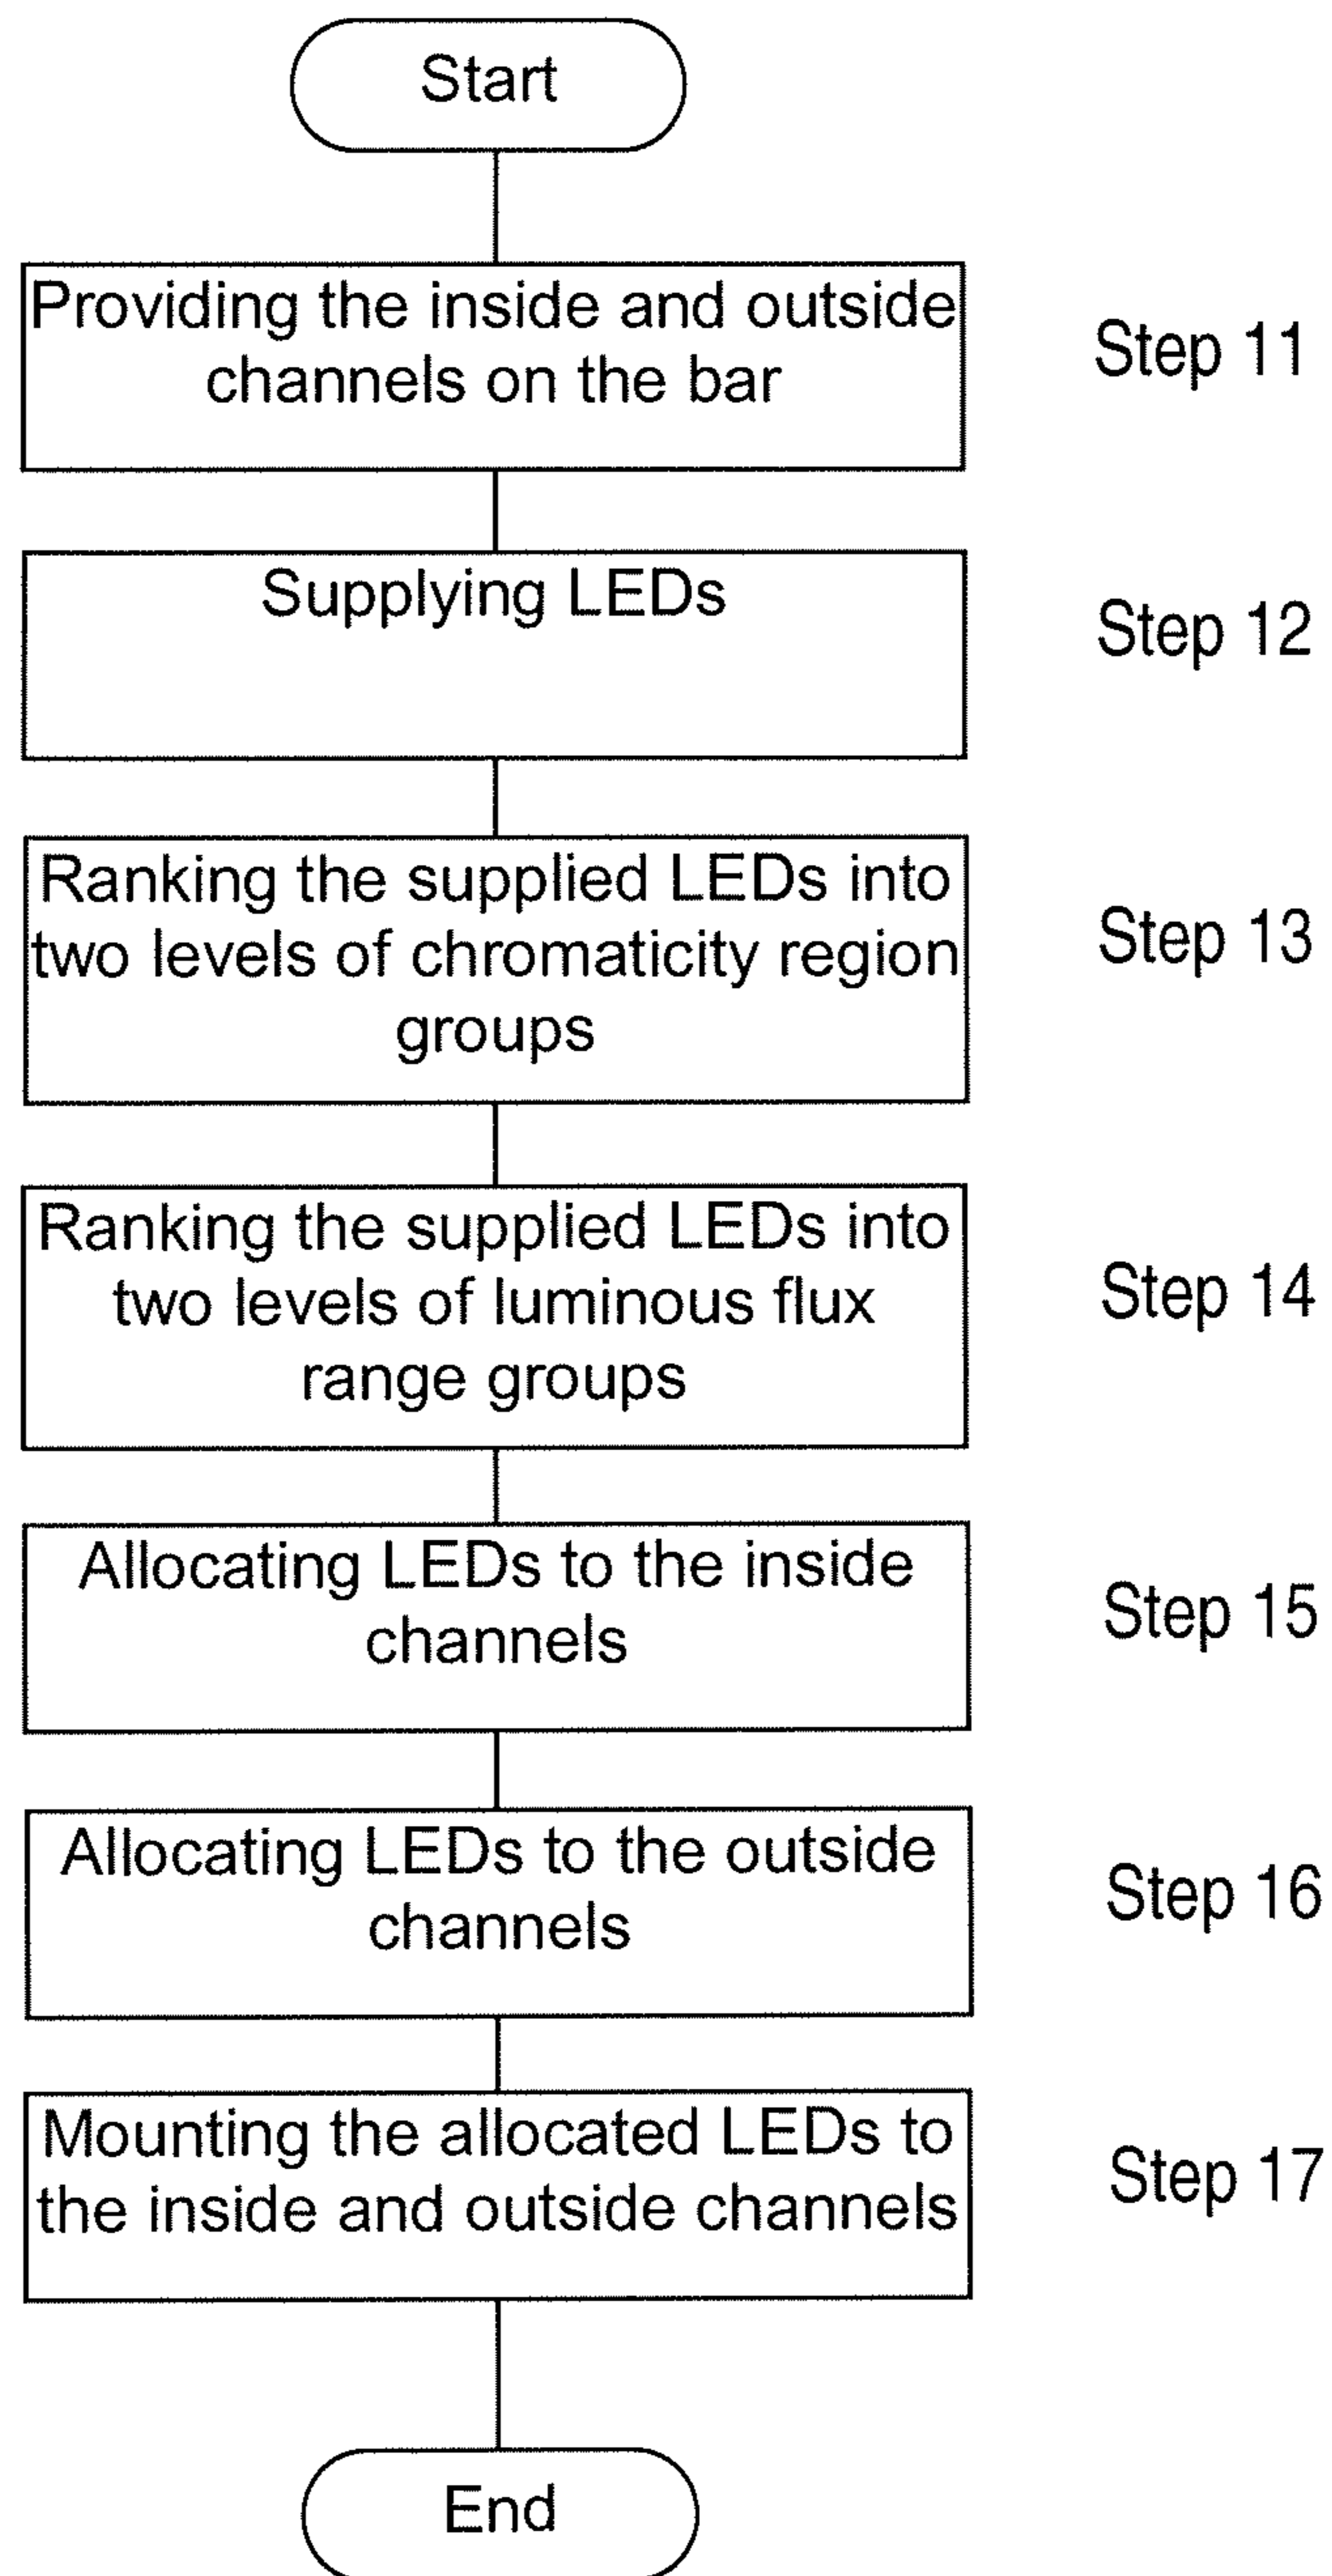 Start
Providing the inside and outside
channels on the bar
Step 11
Supplying LEDs
Step 12
Ranking the supplied LEDs into
two levels of chromaticity region
groups
Step 13
Ranking the supplied LEDs into
two levels of luminous flux
range groups
Step 14
Allocating LEDs to the inside
channels
Step 15
Allocating LEDs to the outside
channels
Step 16
Mounting the allocated LEDs to
the inside and outside channels
Step 17
End